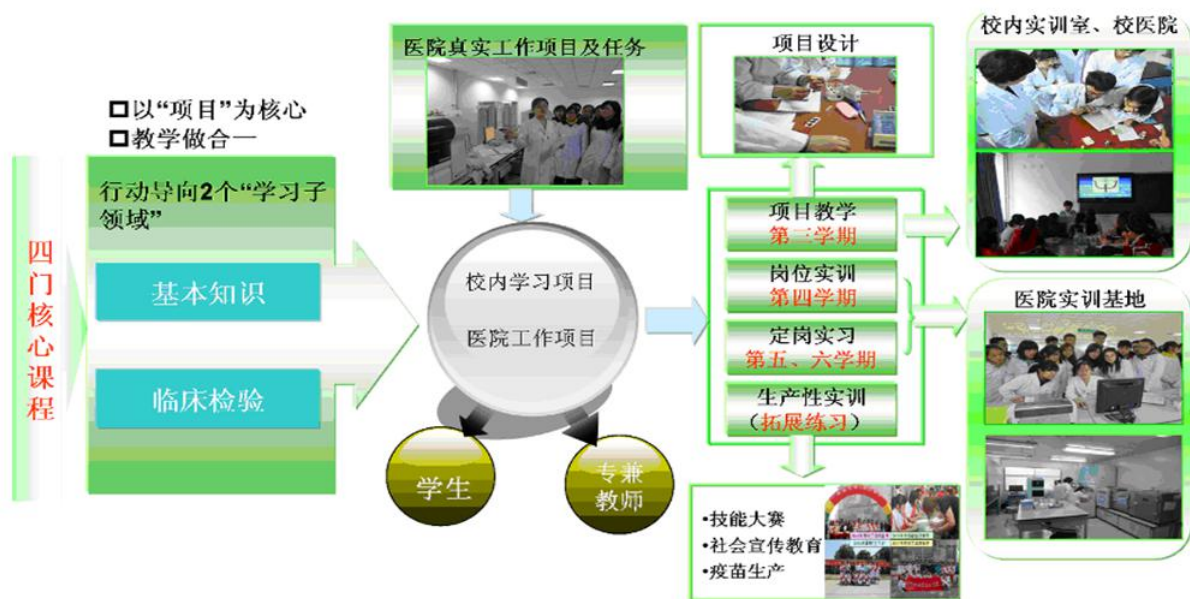 医院真实工作项目及任务
项目设计
校内实训室、校医院
以“项目”为核心
教学做合一
四门核心课程
行动导向2个“学习子
领域”
基本知识
临床检验
校内学习项目
医院工作项目
学生
专兼
教师
项目教学
第三学期
岗位实训
第四学期
定岗实习
第五、六学期
生产性实训
（拓展练习）
医院实训基地
•技能大赛
•社会宣传教育
•疫苗生产